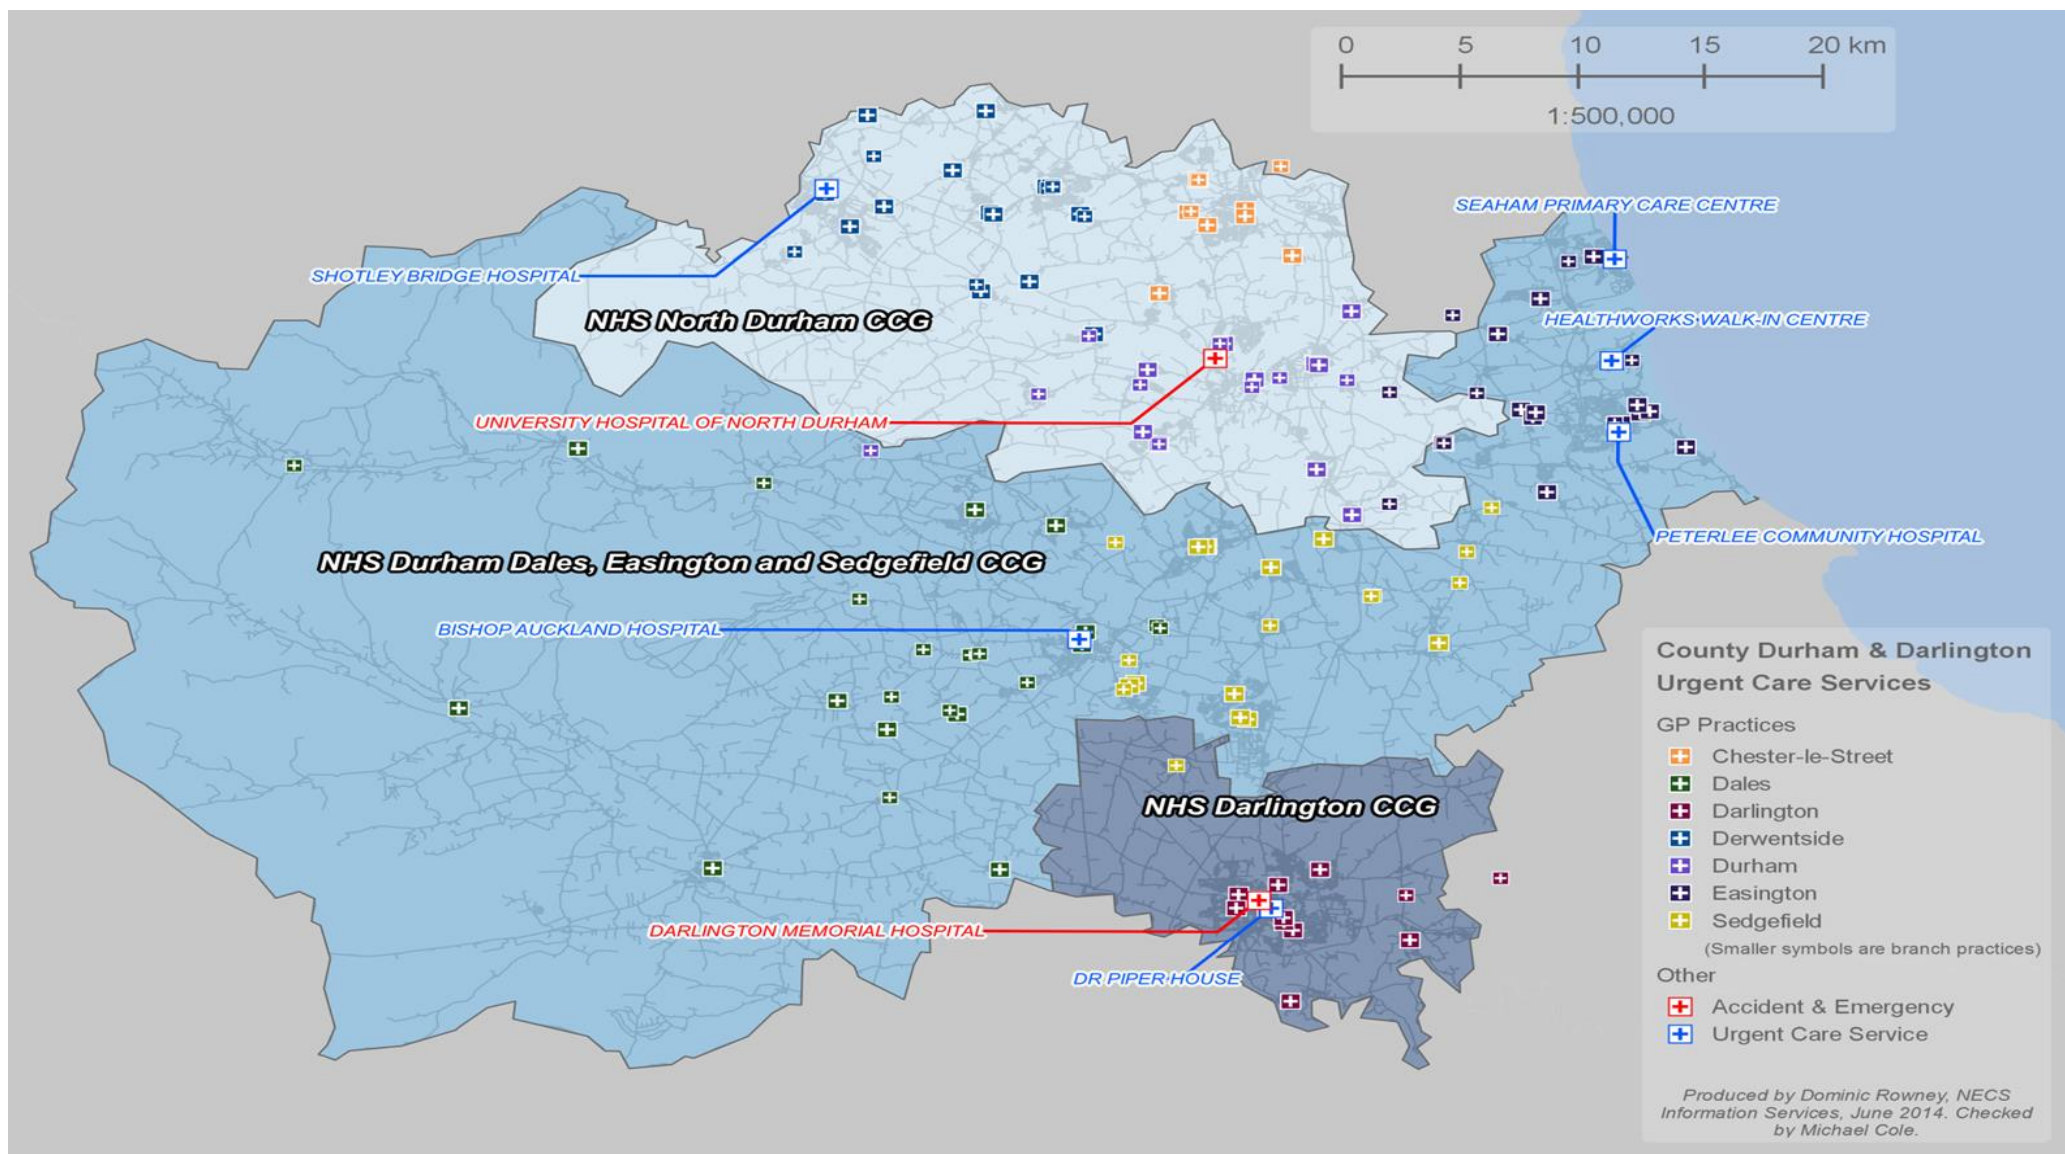 0 5 10 15 20 km
1:500,000
SEAHAM PRIMARY CARE CENTRE
SHOTLEY BRIDGE HOSPITAL
NHS North Durham CCG
HEALTHWORKS WALK-IN CENTRE
UNIVERSITY HOSPITAL OF NORTH DURHAM
PETERLEE COMMUNITY HOSPITAL
NHS Durham Dales, Easington and Sedgefield CCG
BISHOP AUCKLAND HOSPITAL
NHS Darlington CCG
DARLINGTON MEMORIAL HOSPITAL
DR PIPER HOUSE
County Durham & Darlington
Urgent Care Services
GP Practices
Chester-le-Street
Dales
Darlington
Derwentside
Durham
Easington
Sedgefield
(Smaller symbols are branch practices)
Other
Accident & Emergency
Urgent Care Service
Produced by Dominic Rowney, NECS
Information Services, June 2014. Checked
by Michael Cole.